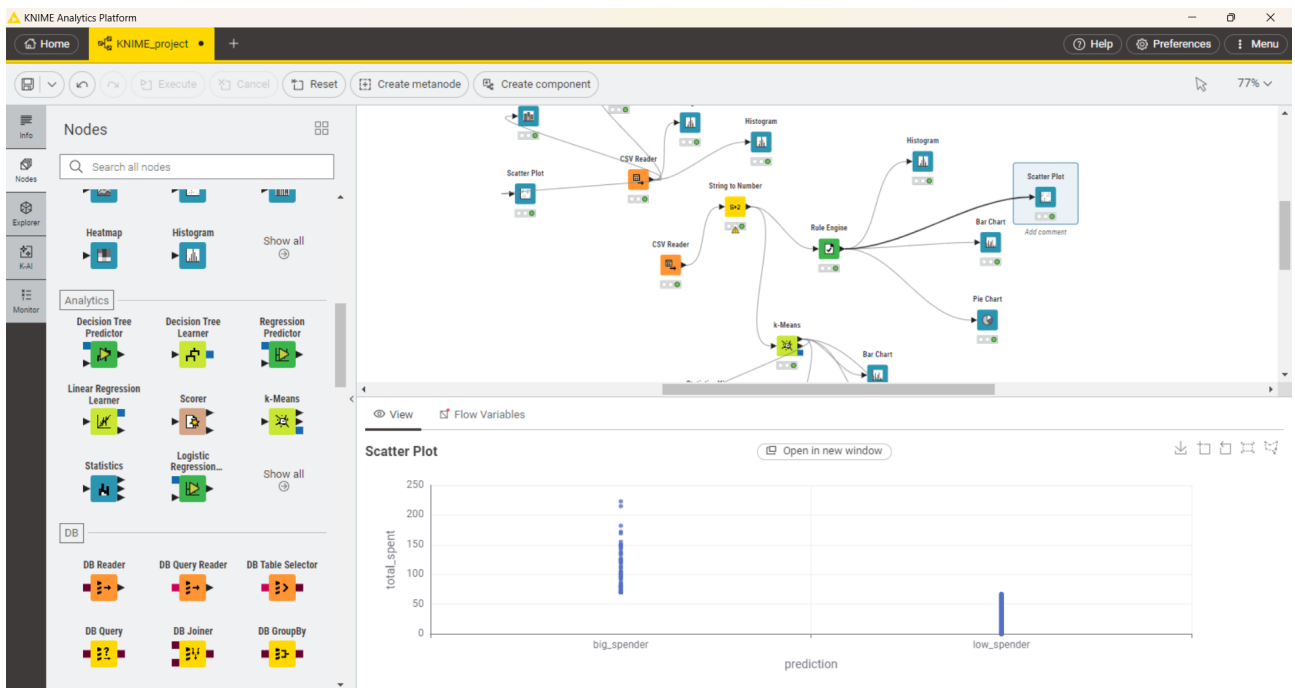 KNIME Analytics Platform
Home
KNIME_project
Help
Preferences
Menu
Execute
Cancel
Reset
Create metanode
Create component
77%
Info
Nodes
Explorer
K-AI
Monitor
Nodes
Search all nodes
Heatmap
Histogram
Show all
Analytics
Decision Tree Predictor
Decision Tree Learner
Regression Predictor
Linear Regression Learner
Scorer
k-Means
Statistics
Logistic Regression...
Show all
DB
DB Reader
DB Query Reader
DB Table Selector
DB Query
DB Joiner
DB GroupBy
Histogram
CSV Reader
Scatter Plot
String to Number
S+2
CSV Reader
Rule Engine
Histogram
Scatter Plot
Add comment
Bar Chart
Pie Chart
k-Means
Bar Chart
View
Flow Variables
Scatter Plot
Open in new window
250
200
150
100
50
0
total_spent
big_spender
low_spender
prediction